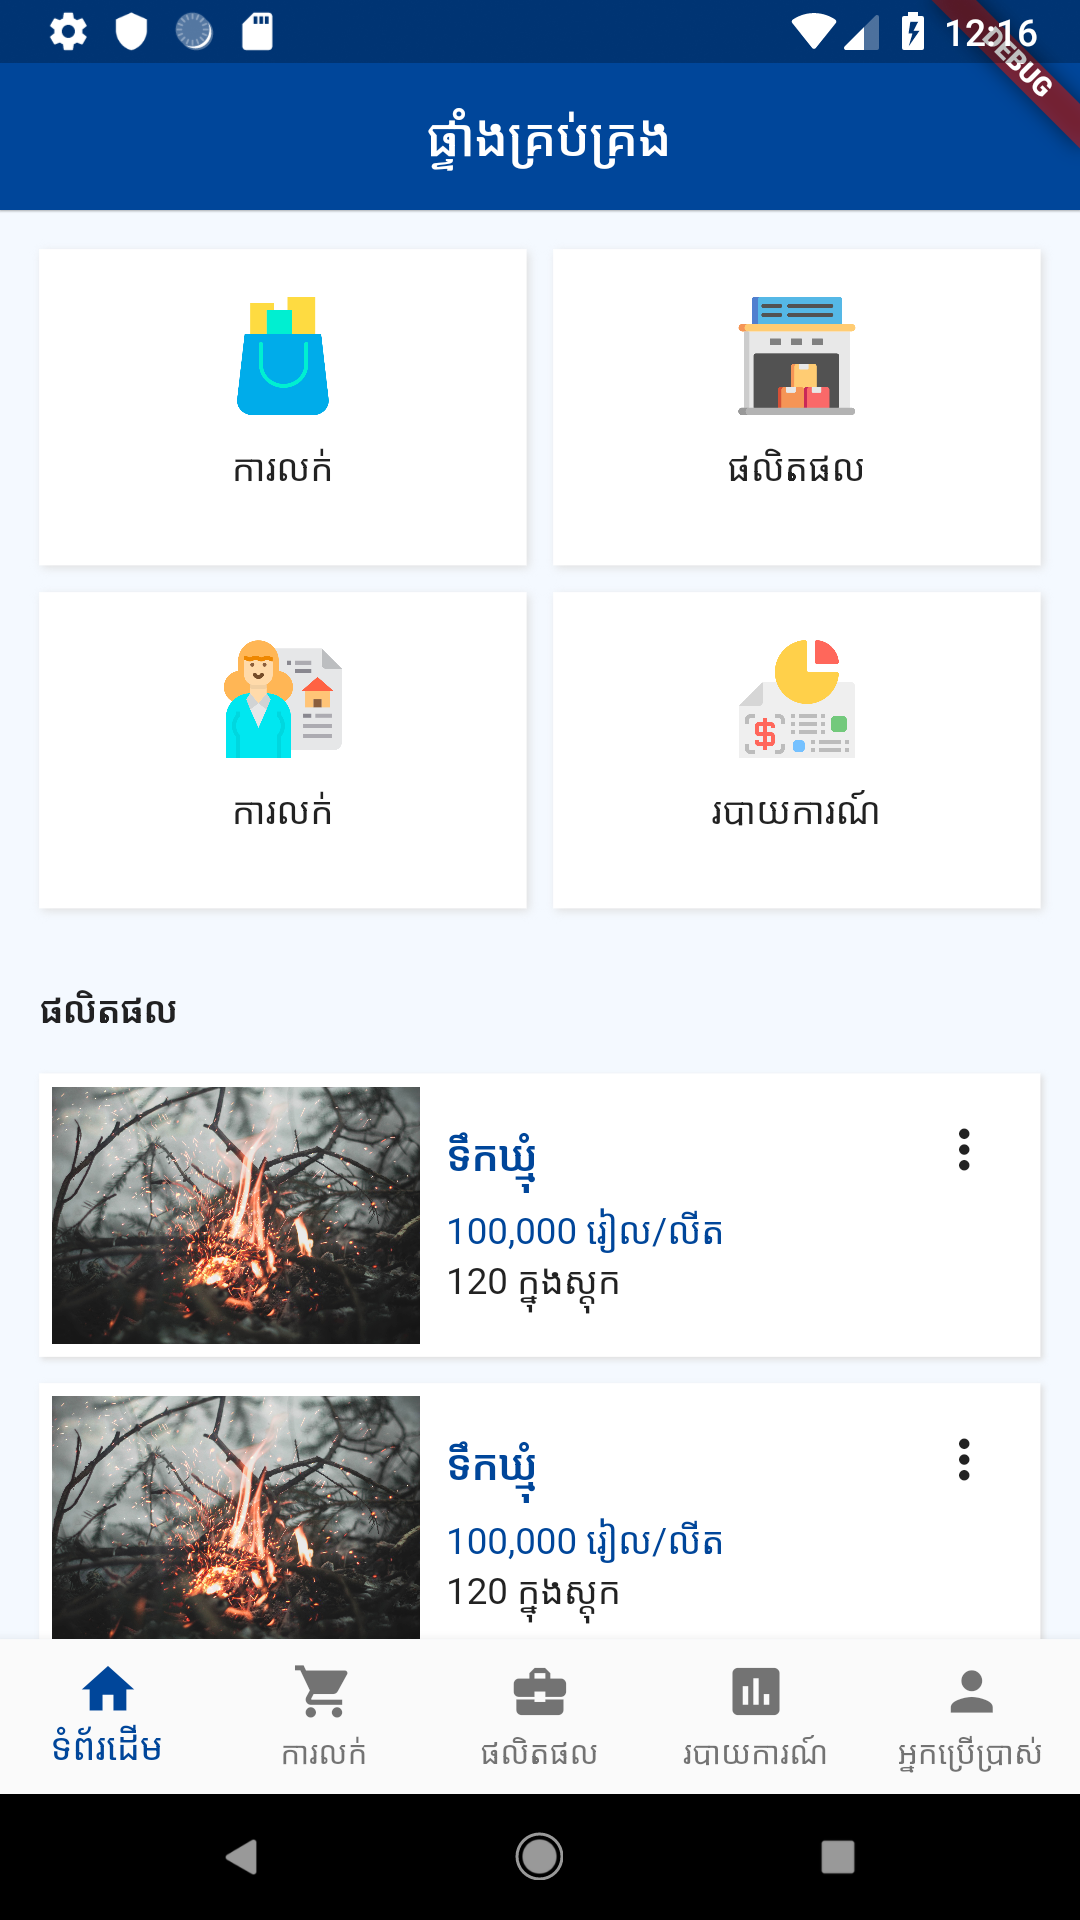 12:16
DEBUG
ផ្ទាំងគ្រប់គ្រង
ការលក់
ផលិតផល
ការលក់
របាយការណ៍
ផលិតផល
ទឹកឃ្មុំ
100,000 រៀល/លីត
120 ក្នុងស្តុក
ទឹកឃ្មុំ
100,000 រៀល/លីត
120 ក្នុងស្តុក
ទំព័រដើម
ការលក់
ផលិតផល
របាយការណ៍
អ្នកប្រើប្រាស់